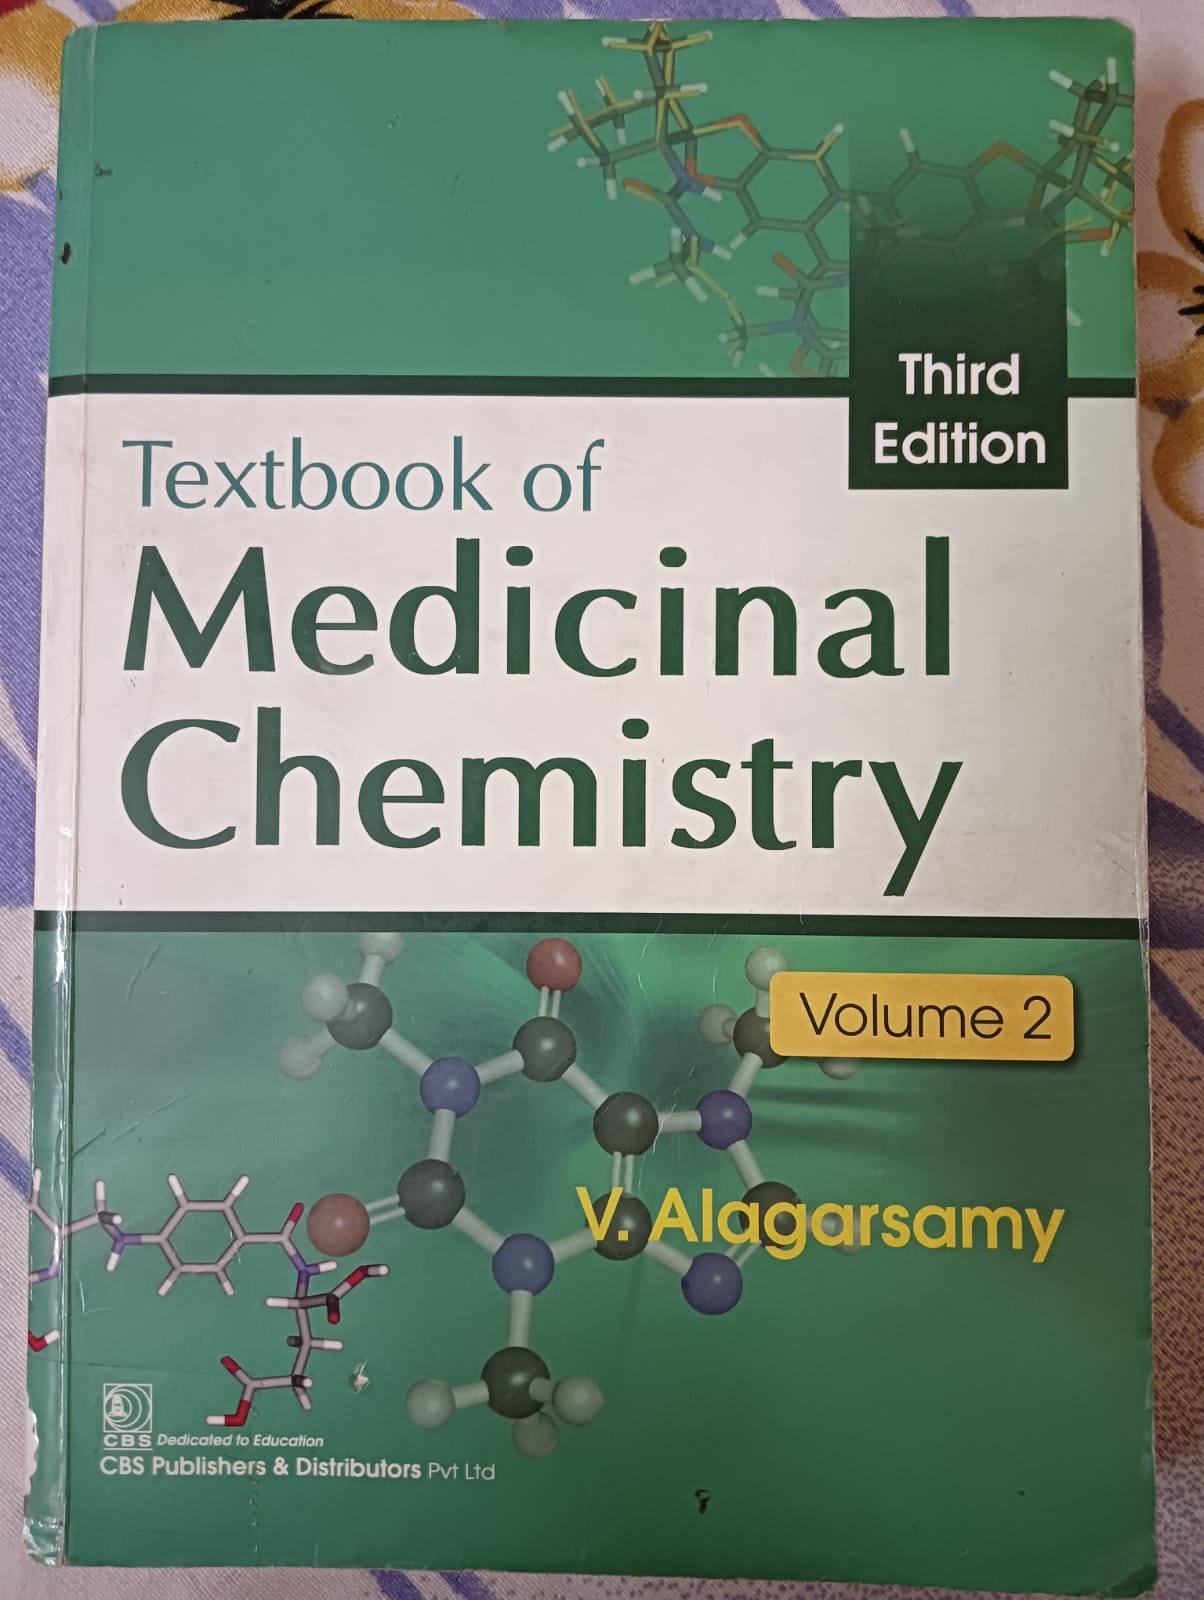 Third
Edition
Textbook of
Medicinal
Chemistry
Volume 2
V. Alagarsamy
CBS Dedicated to Education
CBS Publishers & Distributors Pvt Ltd